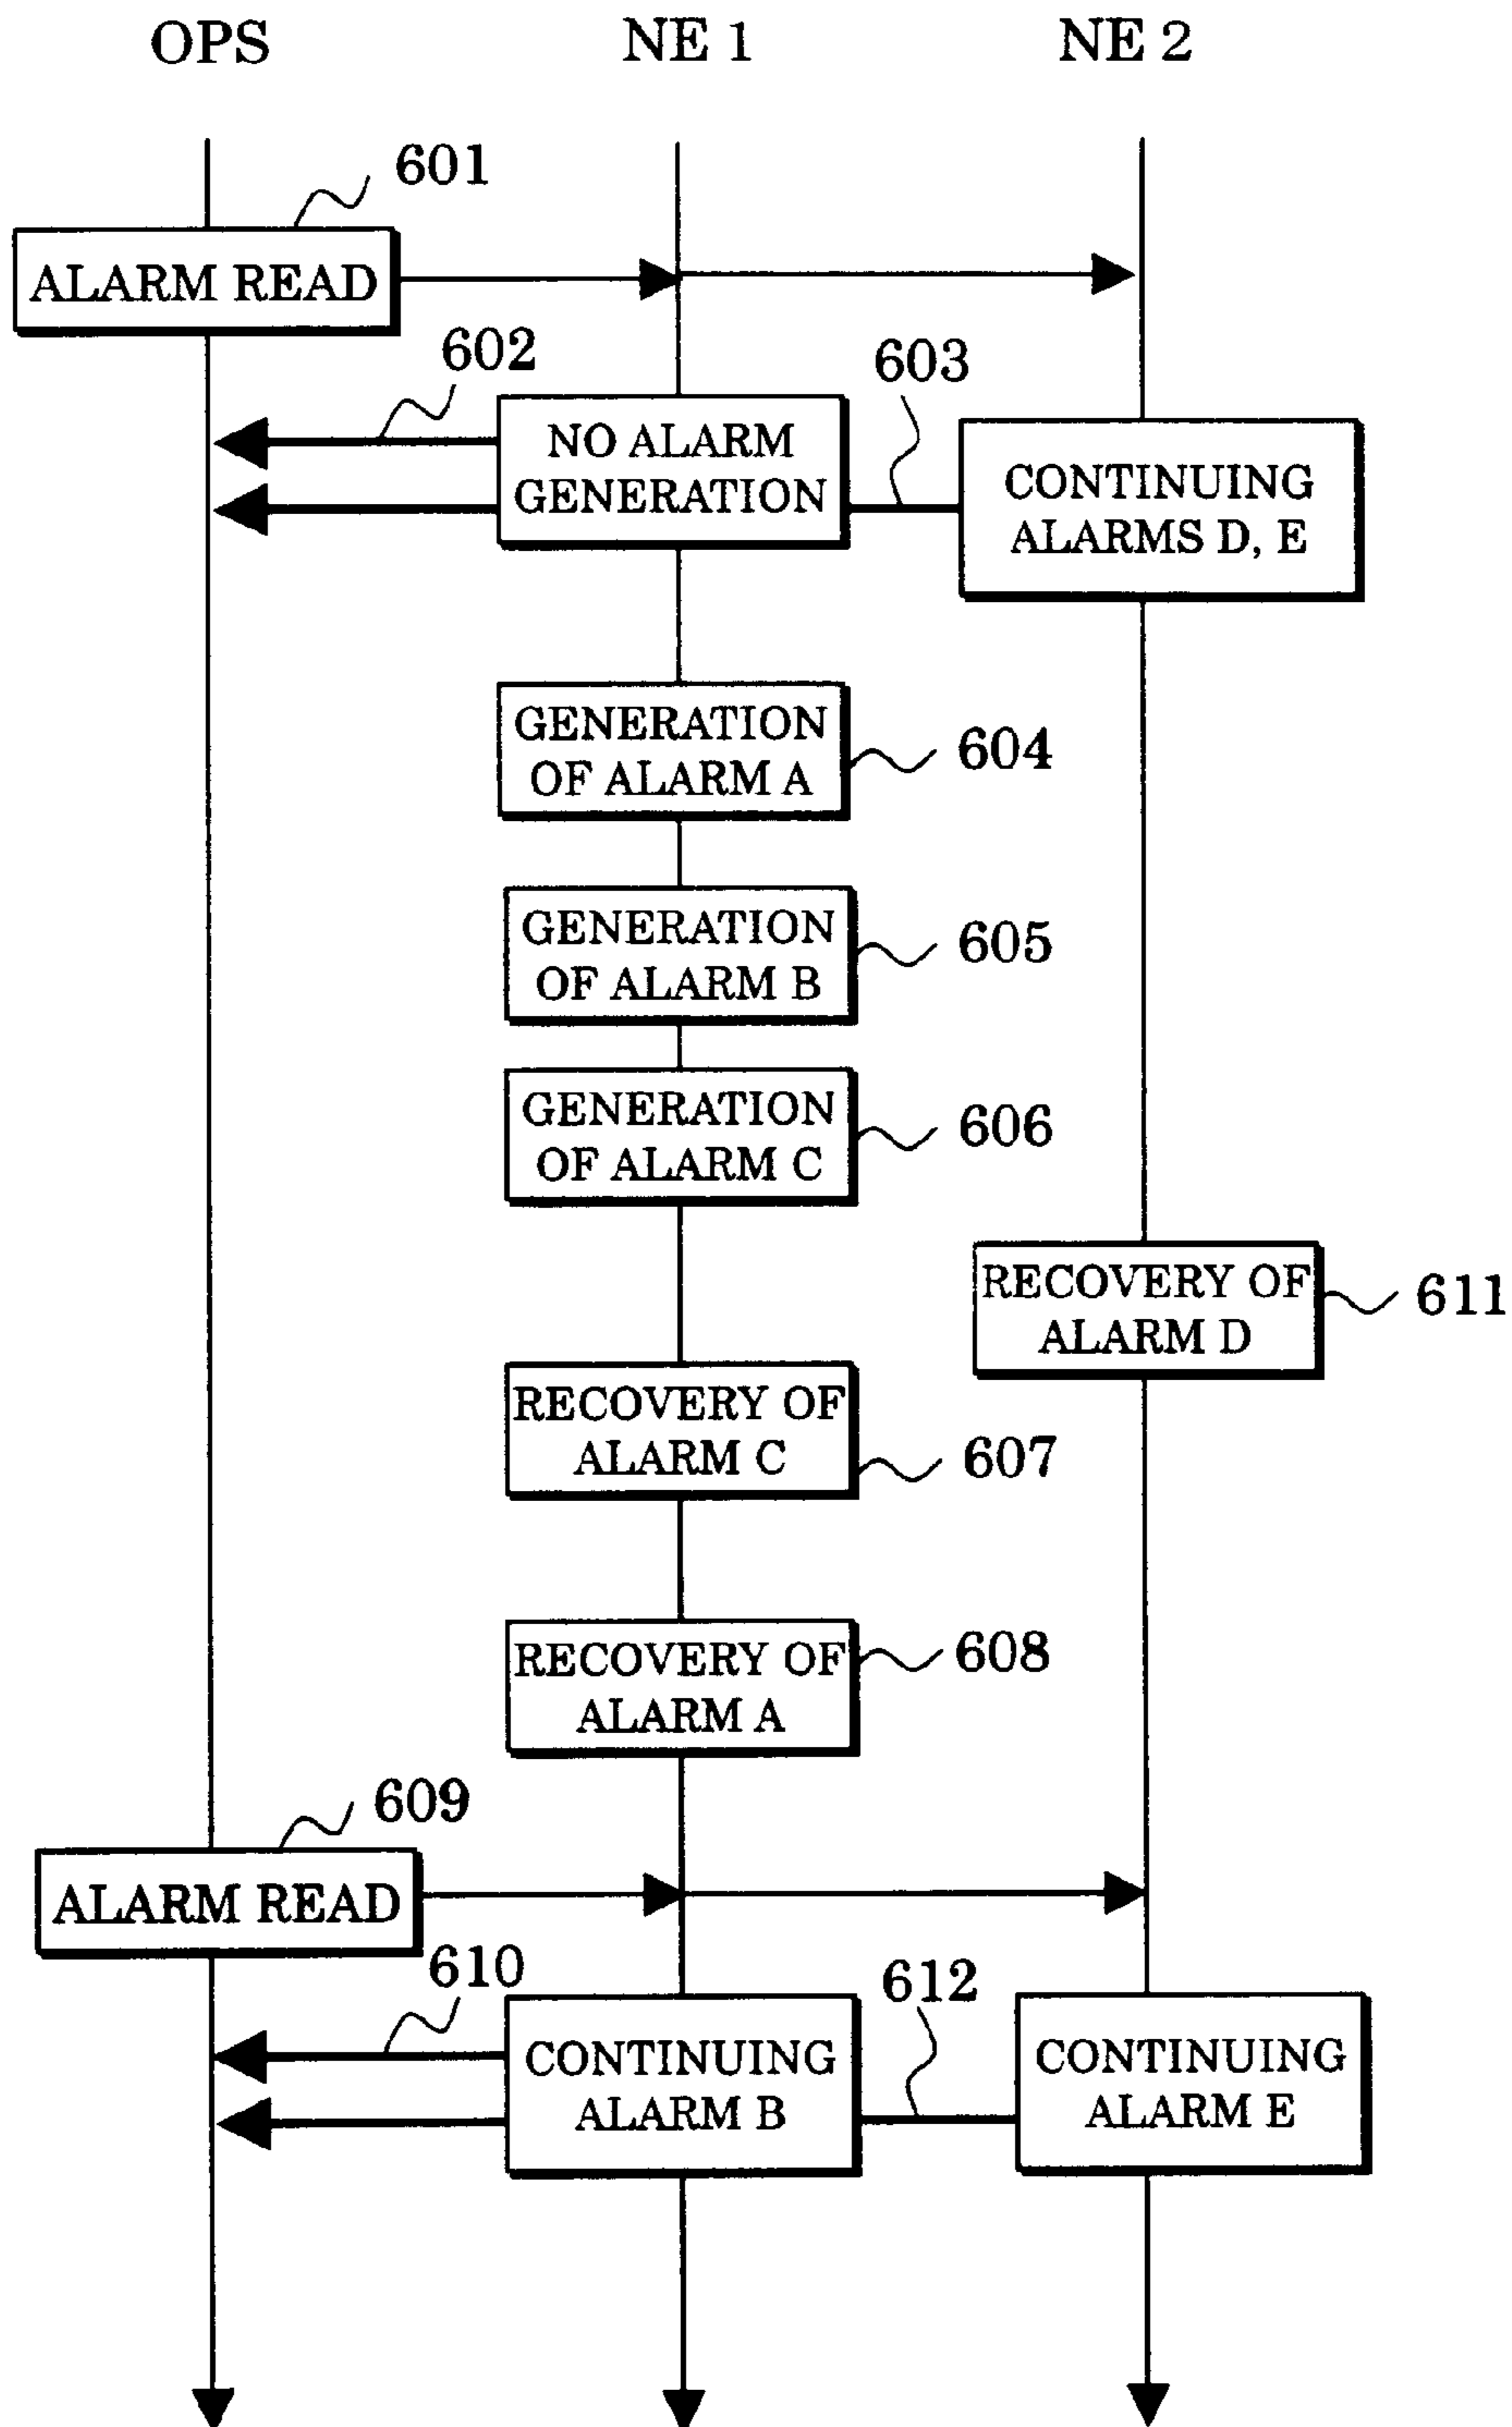 OPS NE 1 NE 2
601
ALARM READ
602
603
NO ALARM
GENERATION
CONTINUING
ALARMS D, E
GENERATION
OF ALARM A
604
GENERATION
OF ALARM B
605
GENERATION
OF ALARM C
606
RECOVERY OF
ALARM D
611
RECOVERY OF
ALARM C
607
RECOVERY OF
ALARM A
608
609
ALARM READ
610
612
CONTINUING
ALARM B
CONTINUING
ALARM E